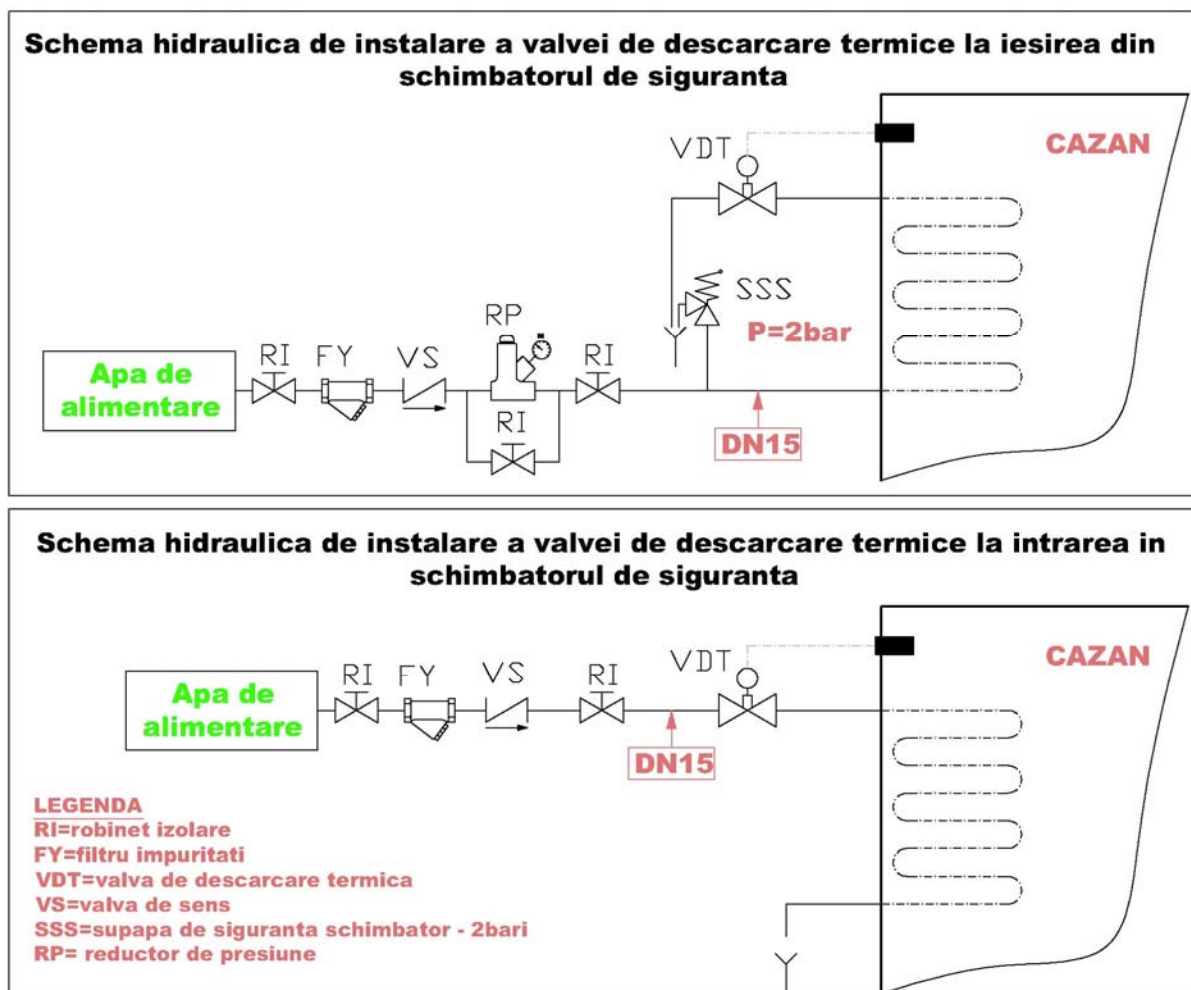 Schema hidraulica de instalare a valvei de descarcare termice la iesirea din
schimbatorul de siguranta
CAZAN
VDT
SSS
P=2bar
RP
RI
FY
VS
RI
Apa de
alimentare
RI
DN15
Schema hidraulica de instalare a valvei de descarcare termice la intrarea in
schimbatorul de siguranta
CAZAN
VDT
RI
FY
VS
RI
Apa de
alimentare
DN15
LEGENDA
RI=robinet izolare
FY=filtru impuritati
VDT=valva de descarcare termica
VS=valva de sens
SSS=supapa de siguranta schimbator - 2bari
RP= reductor de presiune